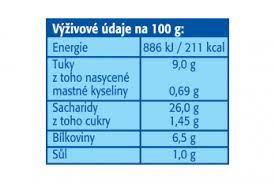 Výživové údaje na 100 g:
Energie 886 kJ / 211 kcal
Tuky 9,0 g
z toho nasycené
mastné kyseliny 0,69 g
Sacharidy 26,0 g
z toho cukry 1,45 g
Bílkoviny 6,5 g
Sůl 1,0 g